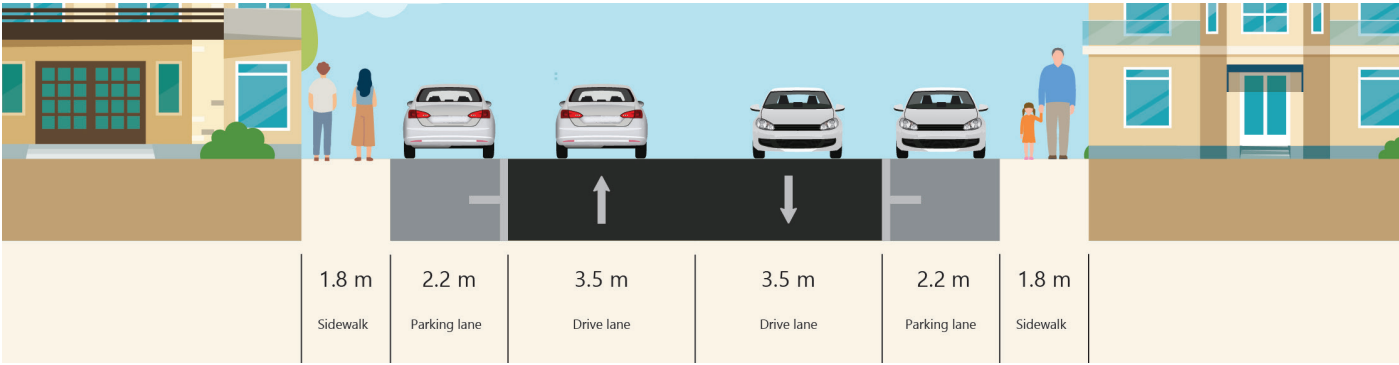 1.8 m
2.2 m
3.5 m
3.5 m
2.2 m
1.8 m
Sidewalk
Parking lane
Drive lane
Drive lane
Parking lane
Sidewalk